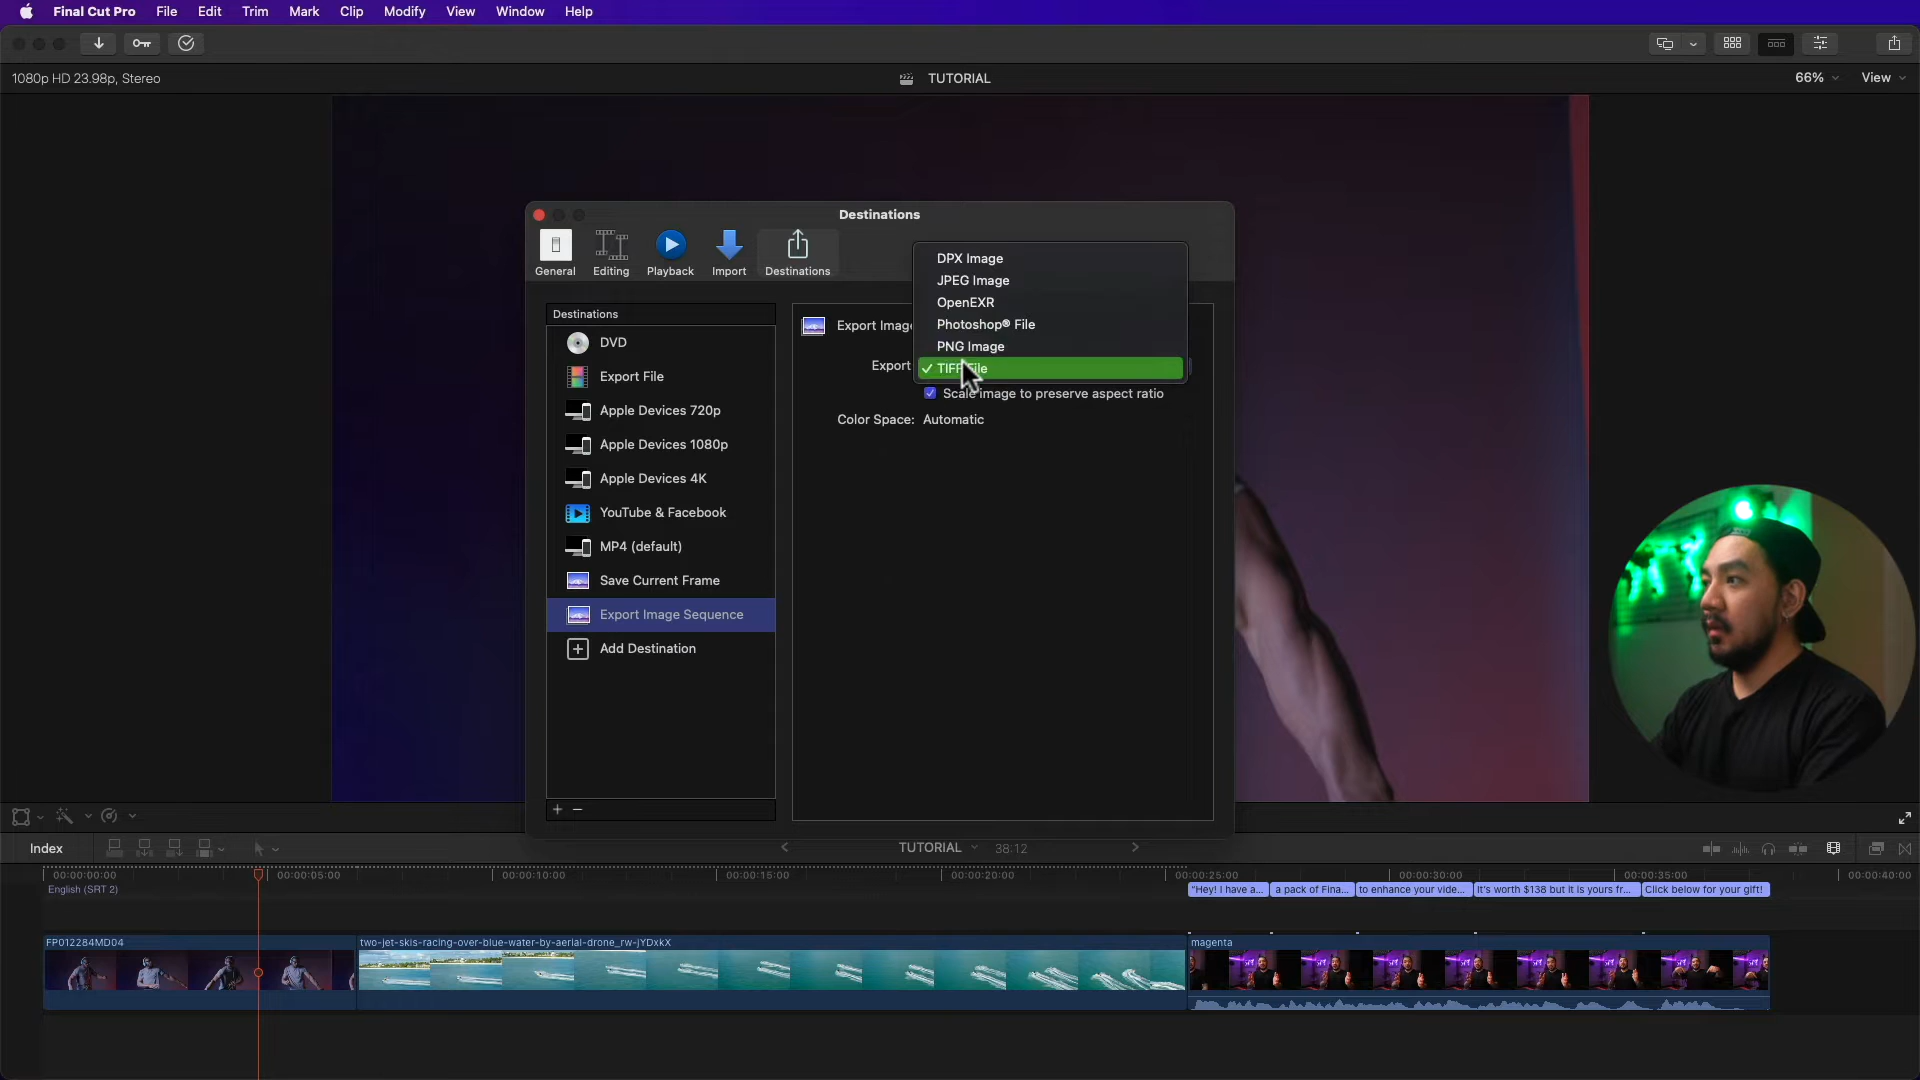 Final Cut Pro File Edit Trim Mark Clip Modify View Window Help
1080p HD 23.98p, Stereo
TUTORIAL
66%
View
Destinations
General
Editing
Playback
Import
Destinations
Destinations
DVD
Export File
Apple Devices 720p
Apple Devices 1080p
Apple Devices 4K
YouTube & Facebook
MP4 (default)
Save Current Frame
Export Image Sequence
Add Destination
Export Image
Export
DPX Image
JPEG Image
OpenEXR
Photoshop® File
PNG Image
TIFF File
Scale image to preserve aspect ratio
Color Space: Automatic
Index
TUTORIAL
38:12
00:00:00:00
00:00:05:00
00:00:10:00
00:00:15:00
00:00:20:00
00:00:25:00
00:00:30:00
00:00:35:00
00:00:40:00
English (SRT 2)
"Hey! I have a...
a pack of Fina...
to enhance your vide...
It's worth $138 but it is yours fr...
Click below for your gift!
FP012284MD04
two-jet-skis-racing-over-blue-water-by-aerial-drone_rw-jYDxkX
magenta